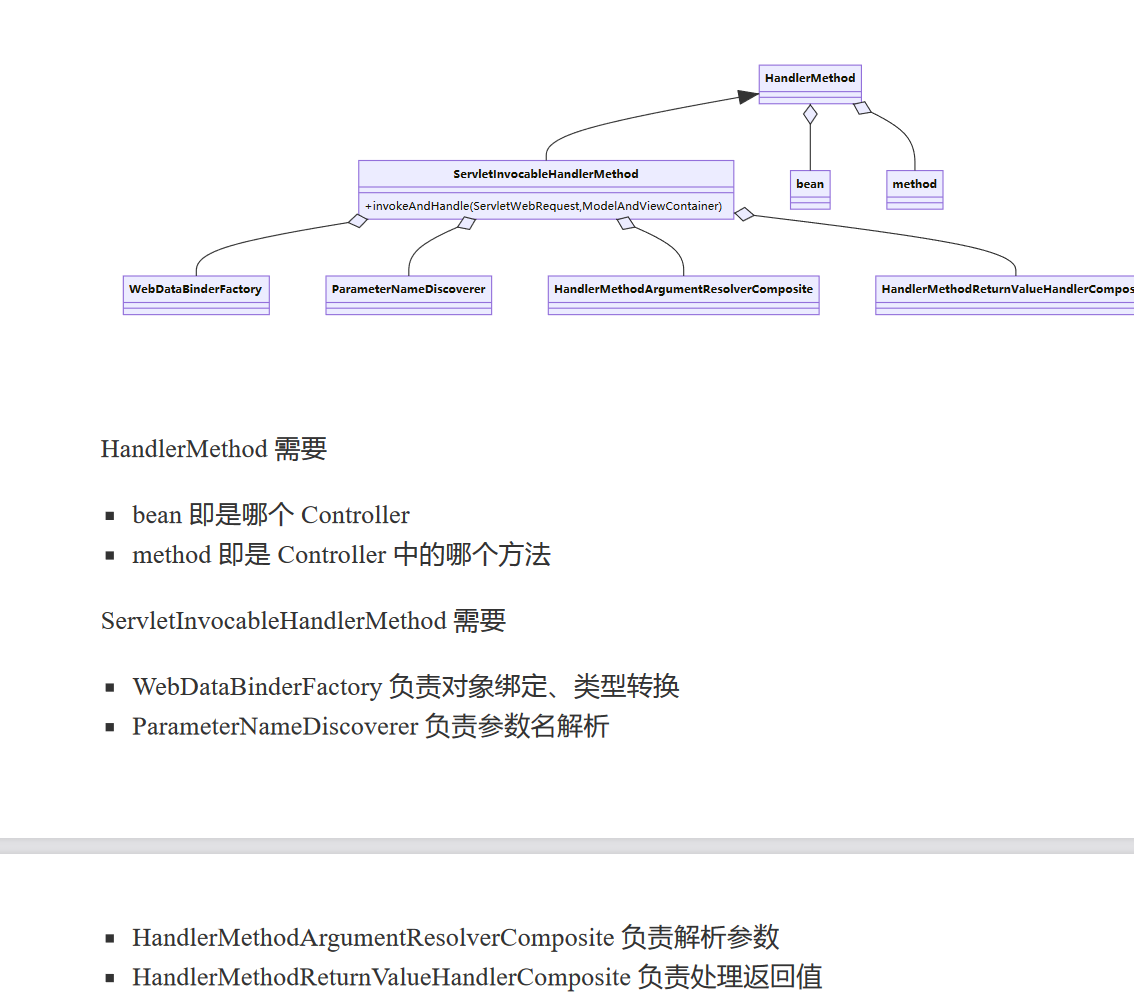 HandlerMethod
ServletInvocableHandlerMethod
+invokeAndHandle(ServletWebRequest,ModelAndViewContainer)
bean
method
WebDataBinderFactory
ParameterNameDiscoverer
HandlerMethodArgumentResolverComposite
HandlerMethodReturnValueHandlerCompos
HandlerMethod 需要
▪ bean 即是哪个 Controller
▪ method 即是 Controller 中的哪个方法
ServletInvocableHandlerMethod 需要
▪ WebDataBinderFactory 负责对象绑定、类型转换
▪ ParameterNameDiscoverer 负责参数名解析
▪ HandlerMethodArgumentResolverComposite 负责解析参数
▪ HandlerMethodReturnValueHandlerComposite 负责处理返回值